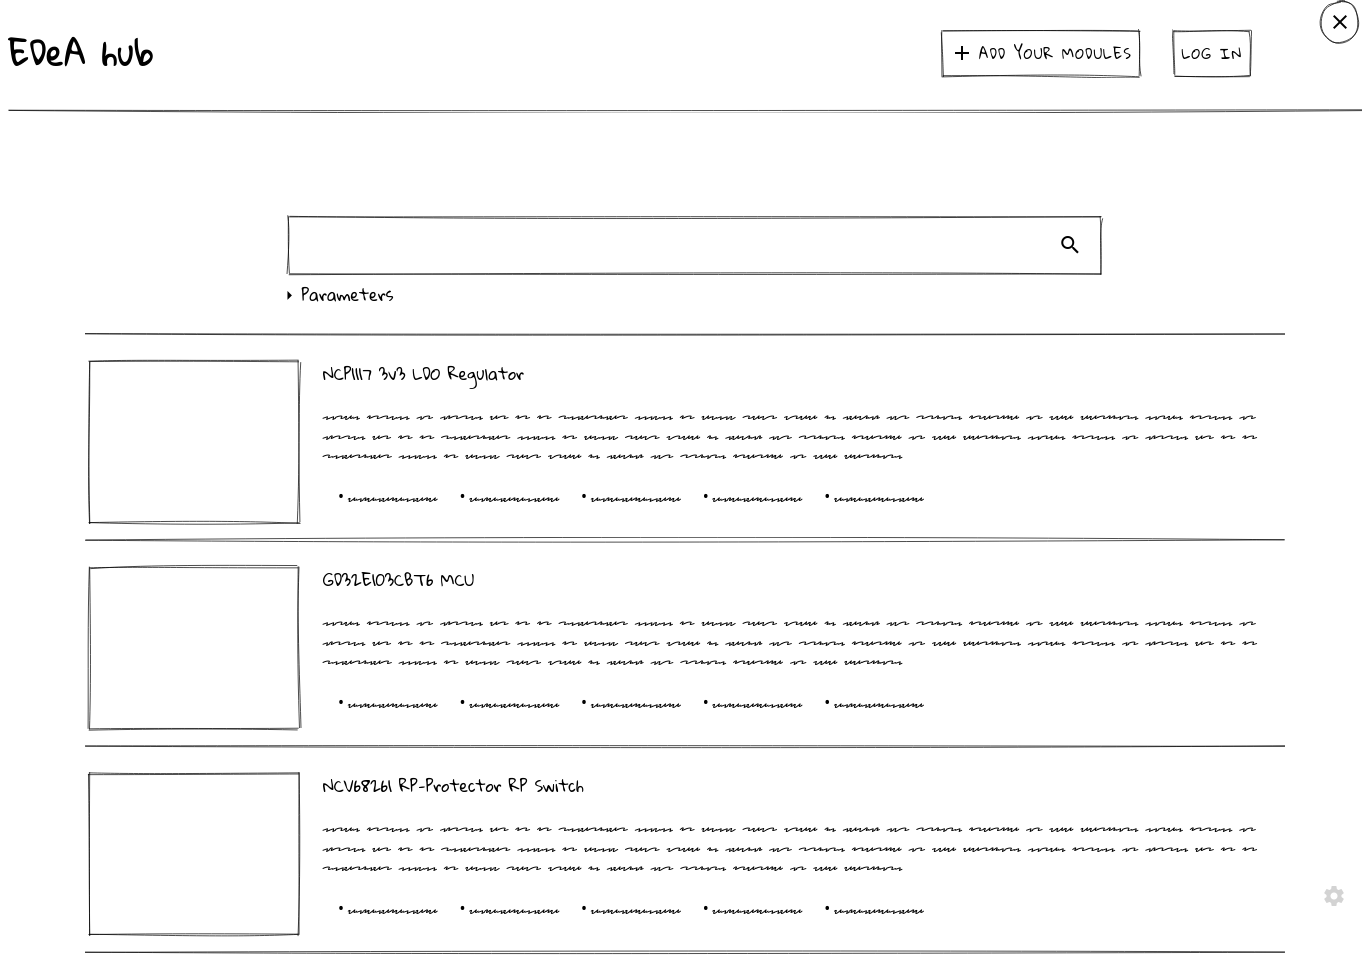 EDeA hub
+ ADD YOUR MODULES
LOG IN
Parameters
NCP1117 3v3 LDO Regulator
GD32E103CBT6 MCU
NCV68261 RP-Protector RP Switch